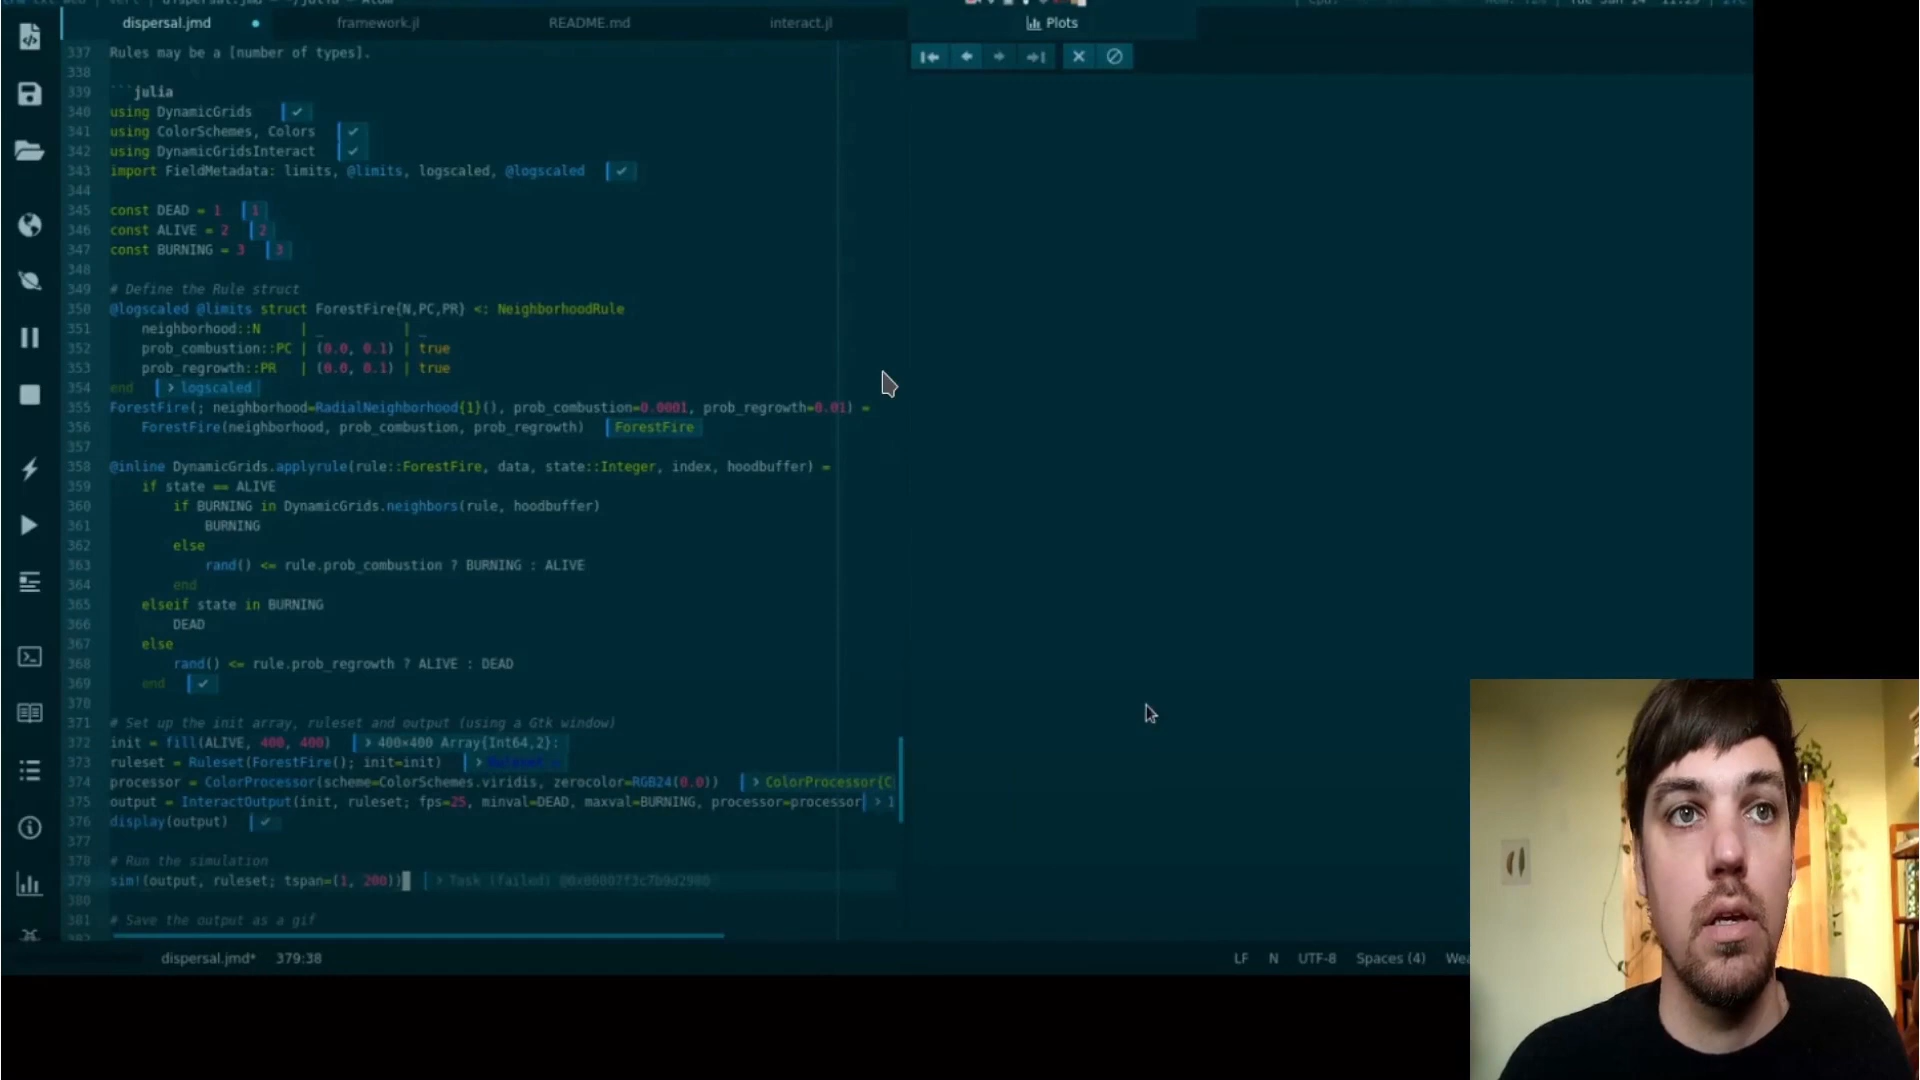 dispersal.jmd
framework.jl
README.md
interact.jl
Plots
337 Rules may be a [number of types].
338
339 ```julia
340 using DynamicGrids ✓
341 using ColorSchemes, Colors ✓
342 using DynamicGridsInteract ✓
343 import FieldMetadata: limits, @limits, logscaled, @logscaled ✓
344
345 const DEAD = 1 1
346 const ALIVE = 2 2
347 const BURNING = 3 3
348
349 # Define the Rule struct
350 @logscaled @limits struct ForestFire{N,PC,PR} <: NeighborhoodRule
351 neighborhood::N | _ | _
352 prob_combustion::PC | (0.0, 0.1) | true
353 prob_regrowth::PR | (0.0, 0.1) | true
354 end > logscaled
355 ForestFire(; neighborhood=RadialNeighborhood{1}(), prob_combustion=0.0001, prob_regrowth=0.01) =
356 ForestFire(neighborhood, prob_combustion, prob_regrowth) ForestFire
357
358 @inline DynamicGrids.applyrule(rule::ForestFire, data, state::Integer, index, hoodbuffer) =
359 if state == ALIVE
360 if BURNING in DynamicGrids.neighbors(rule, hoodbuffer)
361 BURNING
362 else
363 rand() <= rule.prob_combustion ? BURNING : ALIVE
364 end
365 elseif state in BURNING
366 DEAD
367 else
368 rand() <= rule.prob_regrowth ? ALIVE : DEAD
369 end ✓
370
371 # Set up the init array, ruleset and output (using a Gtk window)
372 init = fill(ALIVE, 400, 400) > 400×400 Array{Int64,2}:
373 ruleset = Ruleset(ForestFire(); init=init) >
374 processor = ColorProcessor(scheme=ColorSchemes.viridis, zerocolor=RGB24(0.0)) > ColorProcessor{C
375 output = InteractOutput(init, ruleset; fps=25, minval=DEAD, maxval=BURNING, processor=processor > 1
376 display(output) ✓
377
378 # Run the simulation
379 sim!(output, ruleset; tspan=(1, 200)) > Task (failed)
380
381 # Save the output as a gif
dispersal.jmd* 379:38 LF N UTF-8 Spaces (4) Wea